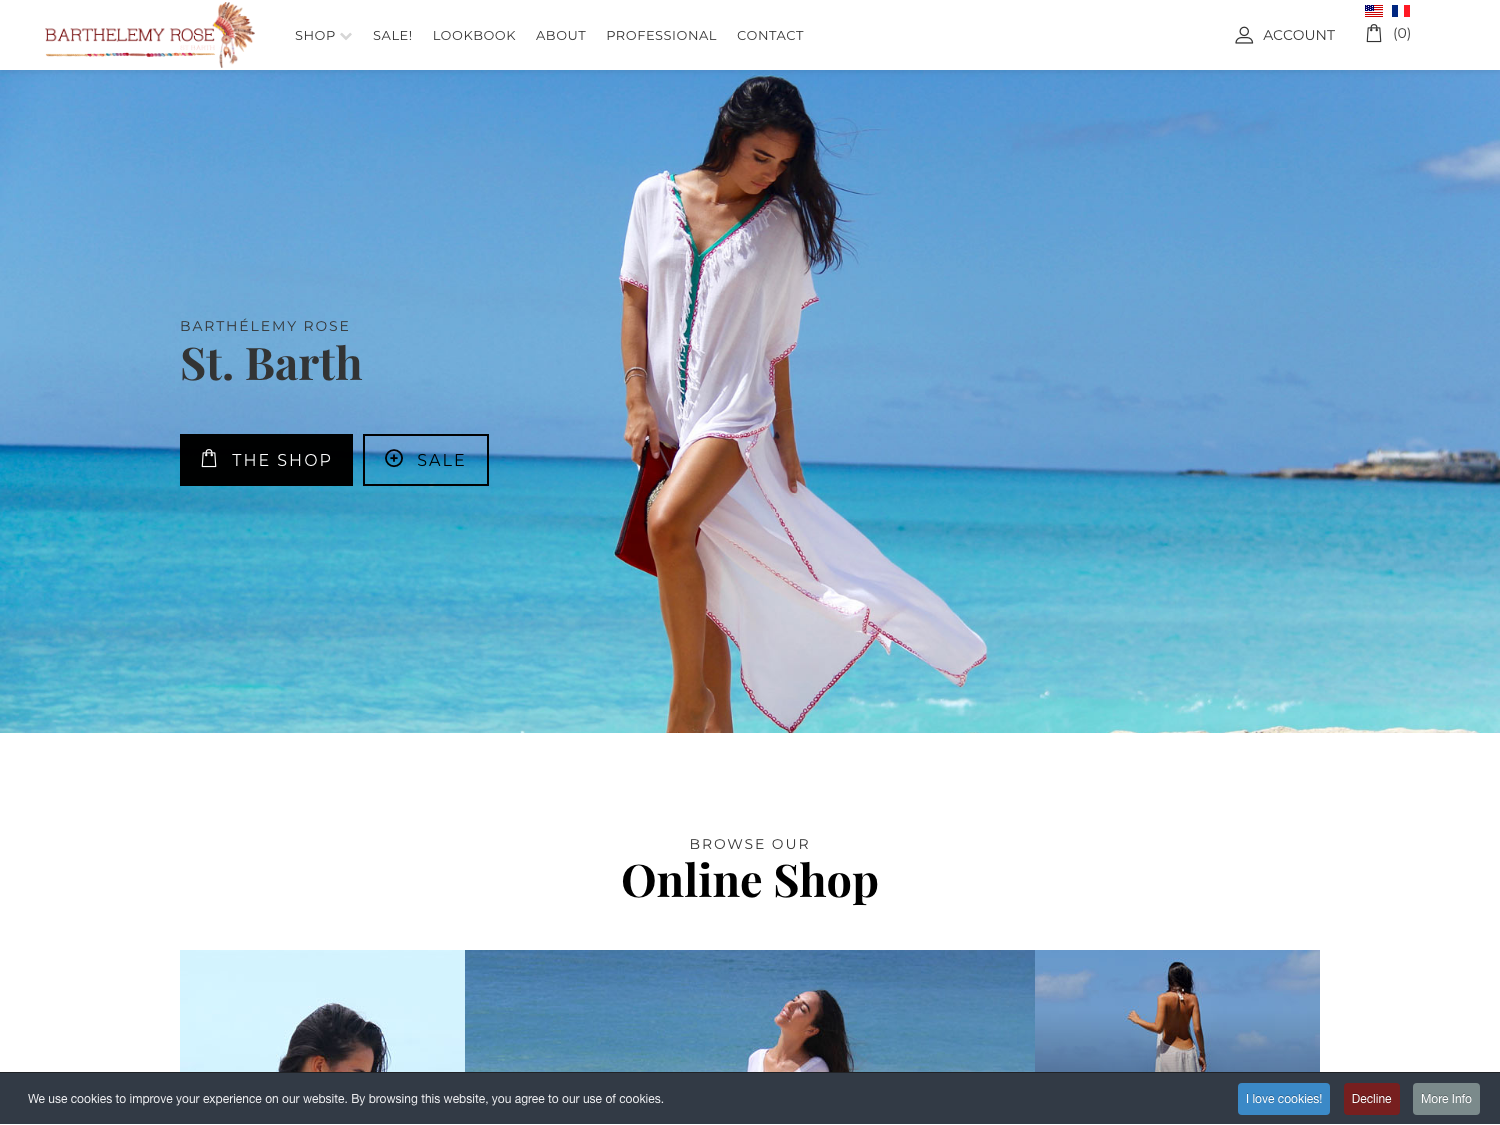 BARTHELEMY ROSE
SHOP
SALE!
LOOKBOOK
ABOUT
PROFESSIONAL
CONTACT
ACCOUNT
(0)
BARTHÉLEMY ROSE
St. Barth
THE SHOP
SALE
BROWSE OUR
Online Shop
We use cookies to improve your experience on our website. By browsing this website, you agree to our use of cookies.
I love cookies!
Decline
More Info